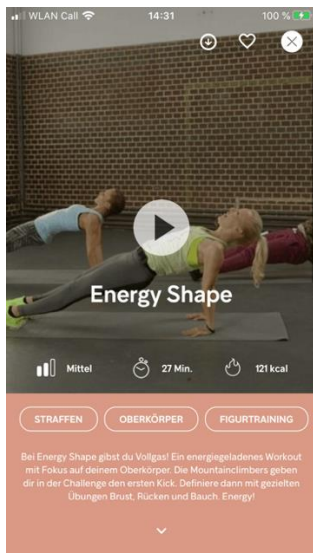 WLAN Call 14:31 100 %
Energy Shape
Mittel 27 Min. 121 kcal
STRAFFEN OBERKÖRPER FIGURTRAINING
Bei Energy Shape gibst du Vollgas! Ein energiegeladenes Workout
mit Fokus auf deinem Oberkörper. Die Mountainclimbers geben
dir in der Challenge den ersten Kick. Definiere dann mit gezielten
Übungen Brust, Rücken und Bauch. Energy!